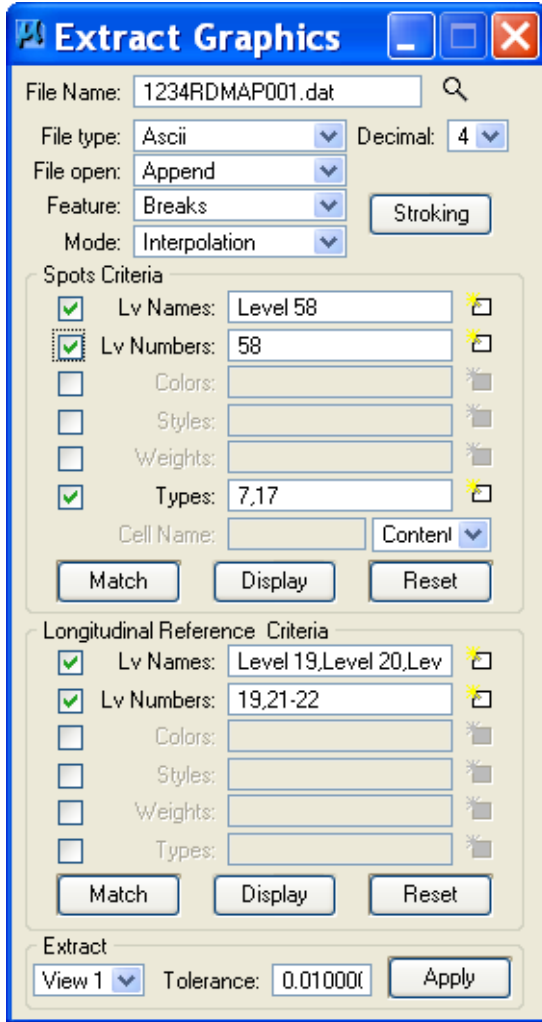 Extract Graphics
File Name: 1234RDMAP001.dat
File type: Ascii Decimal: 4
File open: Append
Feature: Breaks Stroking
Mode: Interpolation
Spots Criteria
Lv Names: Level 58
Lv Numbers: 58
Colors:
Styles:
Weights:
Types: 7,17
Cell Name: Content
Match Display Reset
Longitudinal Reference Criteria
Lv Names: Level 19,Level 20,Lev
Lv Numbers: 19,21-22
Colors:
Styles:
Weights:
Types:
Match Display Reset
Extract
View 1 Tolerance: 0.01000( Apply